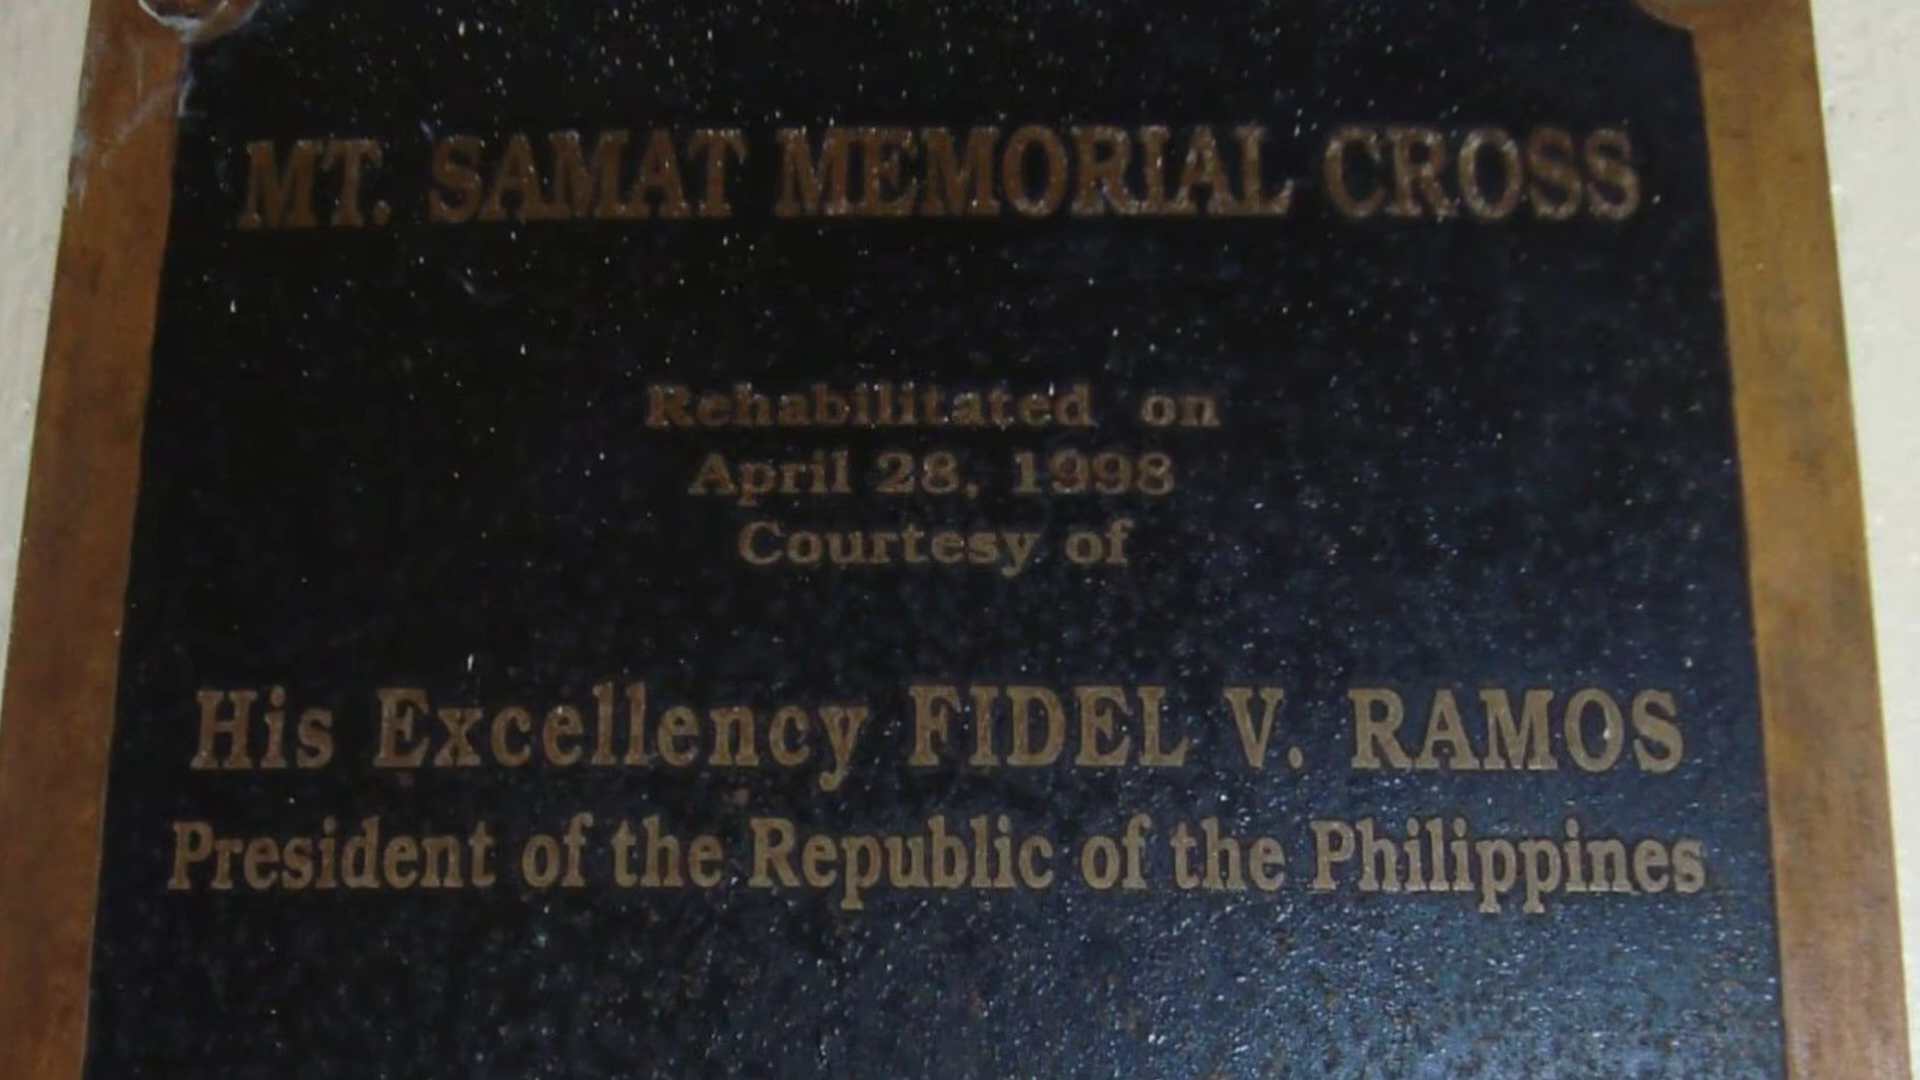 MT. SAMAT MEMORIAL CROSS
Rehabilitated on
April 28, 1998
Courtesy of
His Excellency FIDEL V. RAMOS
President of the Republic of the Philippines